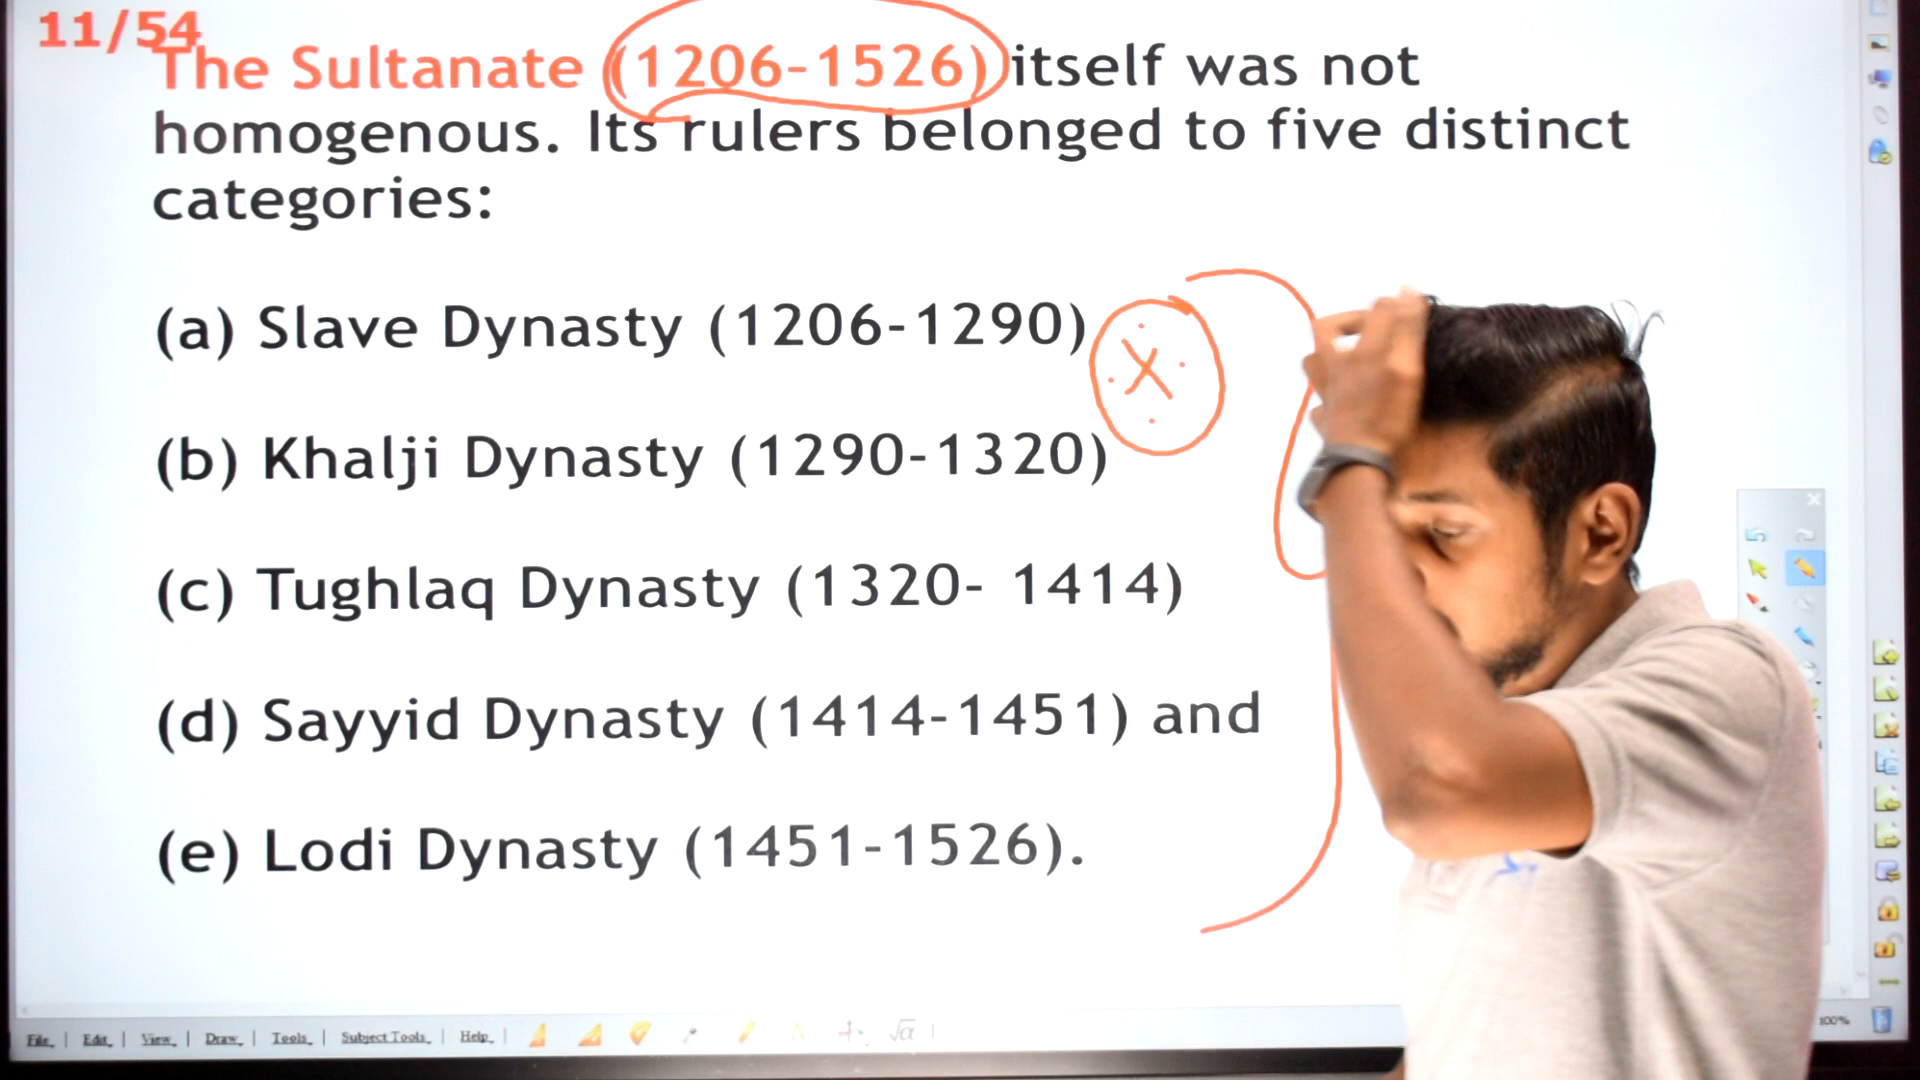 11/54
The Sultanate (1206-1526) itself was not
homogenous. Its rulers belonged to five distinct
categories:
(a) Slave Dynasty (1206-1290)
X
(b) Khalji Dynasty (1290-1320)
(c) Tughlaq Dynasty (1320- 1414)
(d) Sayyid Dynasty (1414-1451) and
(e) Lodi Dynasty (1451-1526).
File | Edit | View | Draw | Tools | Subject Tools | Help |
√α
100%